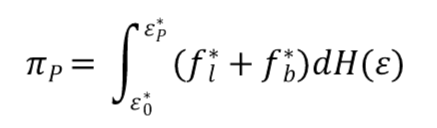 π_P = ∫_{ε_0^*}^{ε_P^*} (f_l^* + f_b^*)dH(ε)